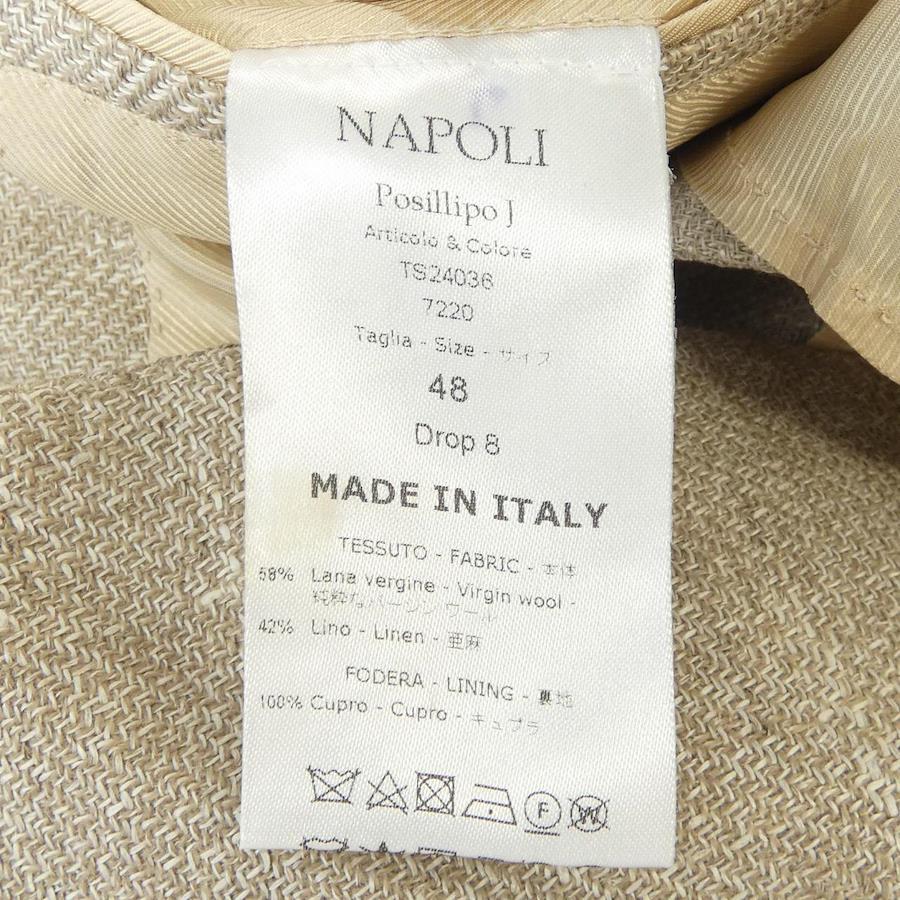 NAPOLI
Posillipo J
Articolo & Colore
TS24036
7220
Taglia - Size - サイズ
48
Drop 8
MADE IN ITALY
TESSUTO - FABRIC - 本体
58% Lana vergine - Virgin wool -
純粋なバージンウール
42% Lino - Linen - 亜麻
FODERA - LINING - 裏地
100% Cupro - Cupro - キュプラ
F W